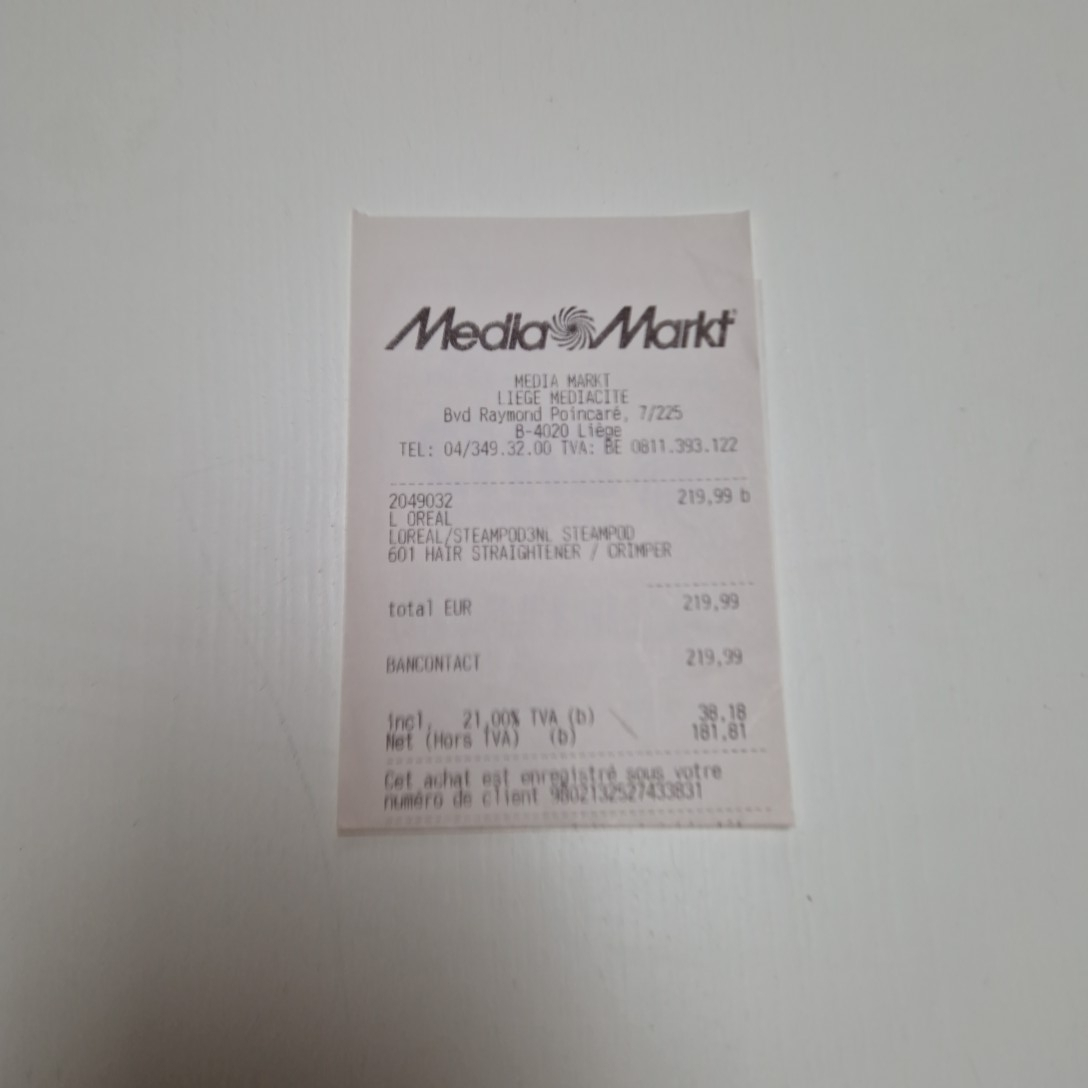 Media Markt
MEDIA MARKT
LIEGE MEDIACITE
Bvd Raymond Poincaré, 7/225
B-4020 Liège
TEL: 04/349.32.00 TVA: BE 0811.393.122
2049032 219,99 b
L OREAL
LOREAL/STEAMPOD3NL STEAMPOD
601 HAIR STRAIGHTENER / CRIMPER
total EUR 219,99
BANCONTACT 219,99
incl. 21,00% TVA (b) 38,18
Net (Hors TVA) (b) 181,81
Cet achat est enregistré sous votre
numéro de client 9802132527433831